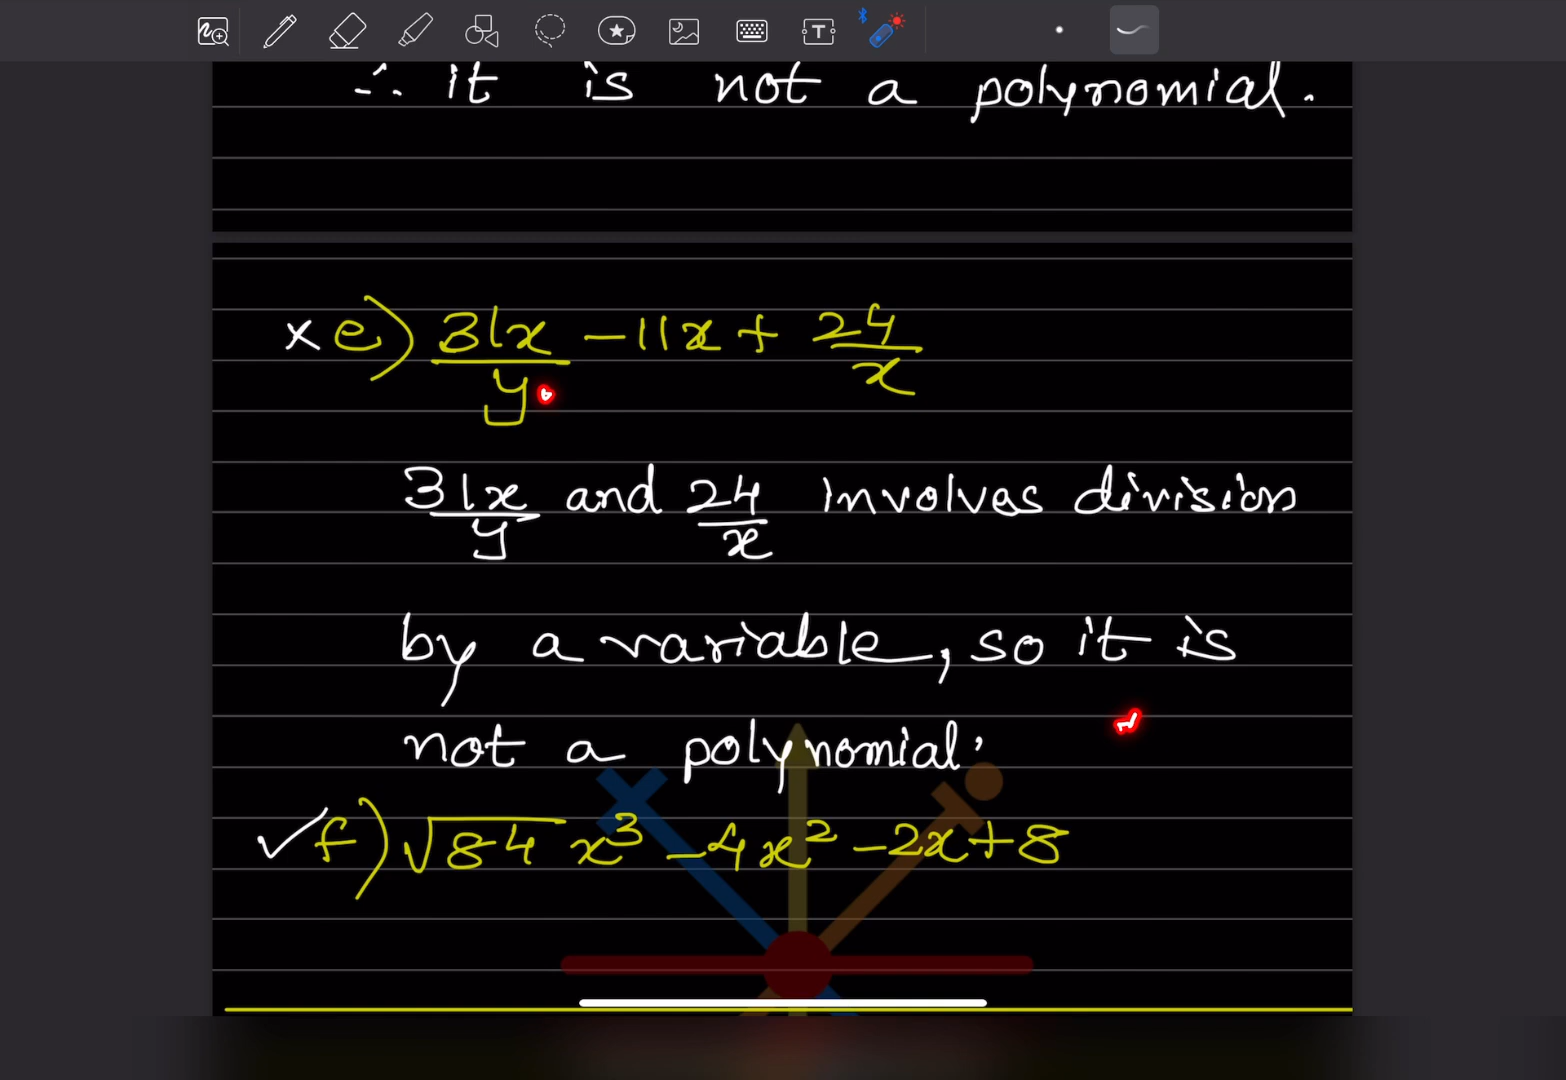 ∴ it is not a polynomial.
× e) 31x/y - 11x + 24/x
31x/y and 24/x involves division
by a variable, so it is
not a polynomial.
✓ f) √84 x³ - 4x² - 2x + 8